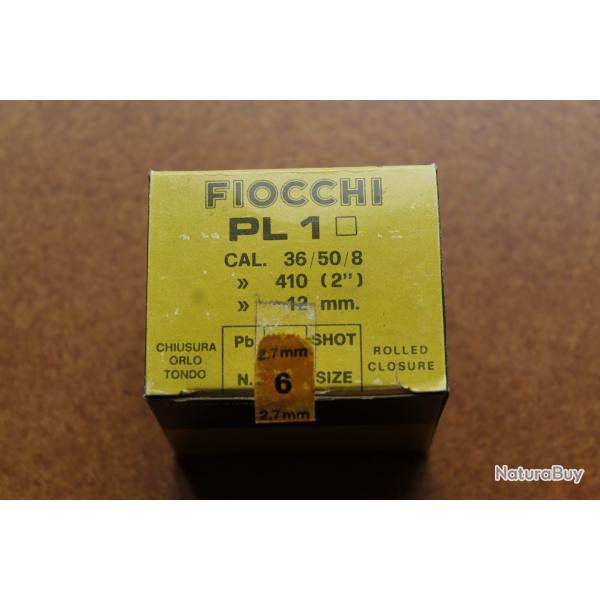 FIOCCHI
PL 1 □
CAL. 36/50/8
» 410 (2")
» 12 mm.
CHIUSURA
ORLO
TONDO
Pb SHOT
2.7mm
N. 6 SIZE
2,7mm
ROLLED
CLOSURE
NaturaBuy